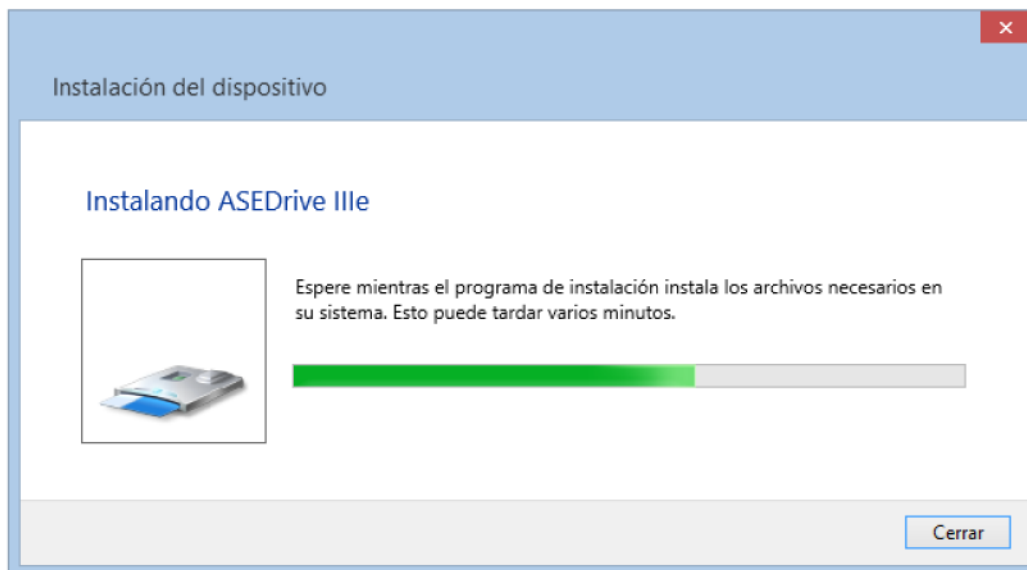 Instalación del dispositivo
Instalando ASEDrive IIIe
Espere mientras el programa de instalación instala los archivos necesarios en
su sistema. Esto puede tardar varios minutos.
Cerrar